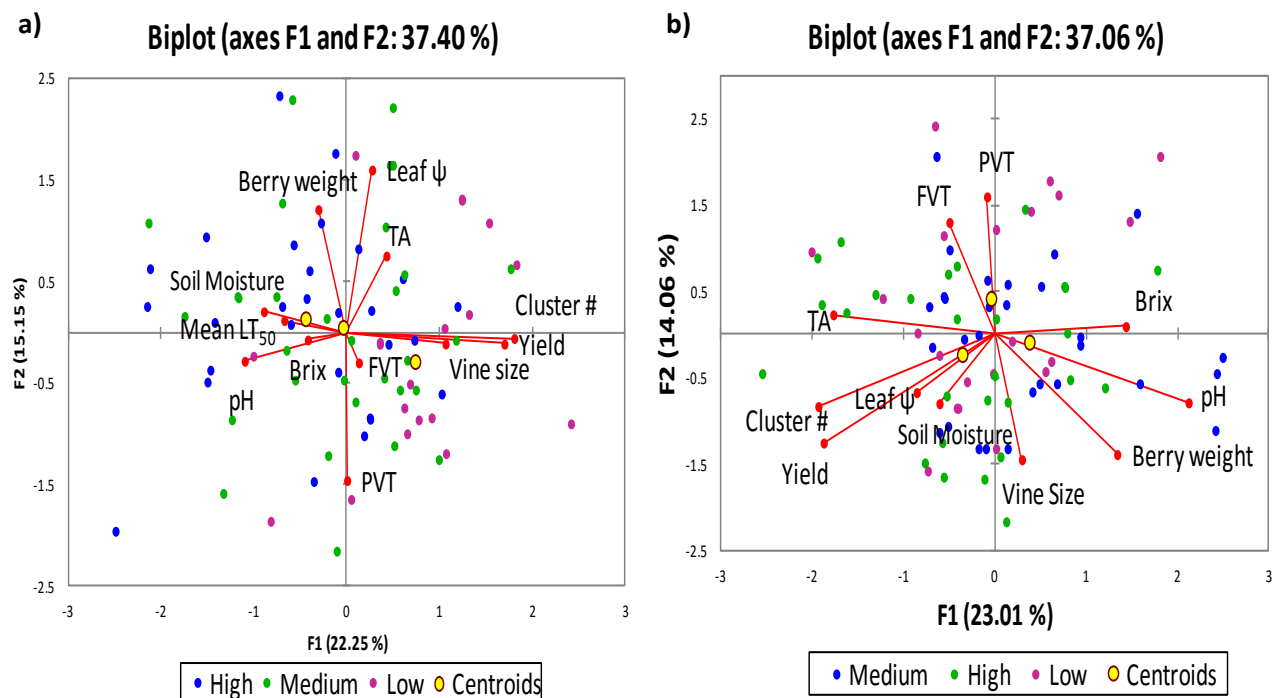 a)
Biplot (axes F1 and F2: 37.40 %)
2.5
1.5
0.5
-0.5
-1.5
-2.5
F2 (15.15 %)
Berry weight
Leaf ψ
TA
Soil Moisture
Cluster #
Mean LT50
Yield
Brix
FVT
Vine size
pH
PVT
-3
-2
-1
0
1
2
3
F1 (22.25 %)
High
Medium
Low
Centroids
b)
Biplot (axes F1 and F2: 37.06 %)
2.5
1.5
0.5
-0.5
-1.5
-2.5
F2 (14.06 %)
PVT
FVT
Brix
TA
Leaf ψ
pH
Cluster #
Soil Moisture
Berry weight
Yield
Vine Size
-3
-2
-1
0
1
2
3
F1 (23.01 %)
Medium
High
Low
Centroids